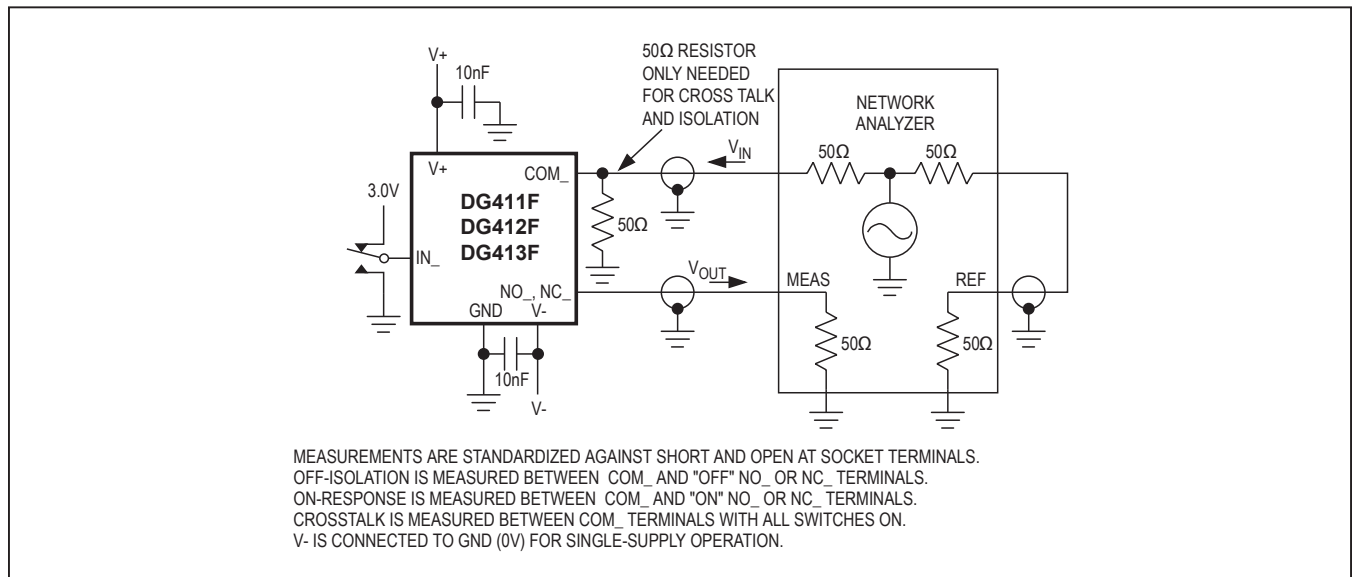 V+
10nF
50Ω RESISTOR
ONLY NEEDED
FOR CROSS TALK
AND ISOLATION
NETWORK
ANALYZER
V+
COM_
VIN
50Ω
50Ω
3.0V
DG411F
DG412F
DG413F
50Ω
IN_
VOUT
MEAS
REF
NO_, NC_
GND
V-
50Ω
50Ω
10nF
V-
MEASUREMENTS ARE STANDARDIZED AGAINST SHORT AND OPEN AT SOCKET TERMINALS.
OFF-ISOLATION IS MEASURED BETWEEN COM_ AND "OFF" NO_ OR NC_ TERMINALS.
ON-RESPONSE IS MEASURED BETWEEN COM_ AND "ON" NO_ OR NC_ TERMINALS.
CROSSTALK IS MEASURED BETWEEN COM_ TERMINALS WITH ALL SWITCHES ON.
V- IS CONNECTED TO GND (0V) FOR SINGLE-SUPPLY OPERATION.